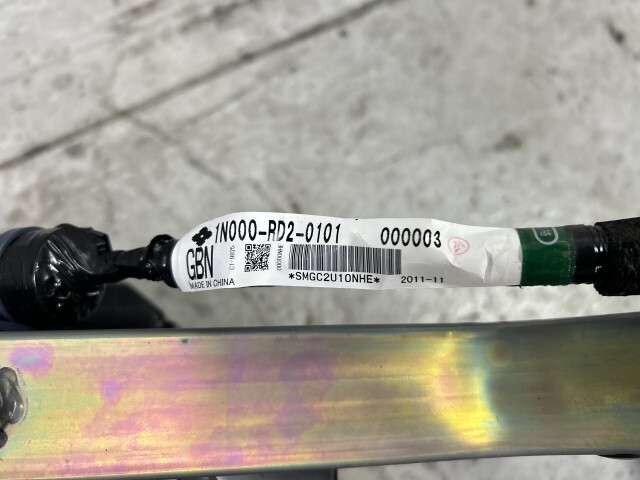 1N000-RD2-0101 000003
GBN
MADE IN CHINA
*SMGC2U10NHE*
2011-11